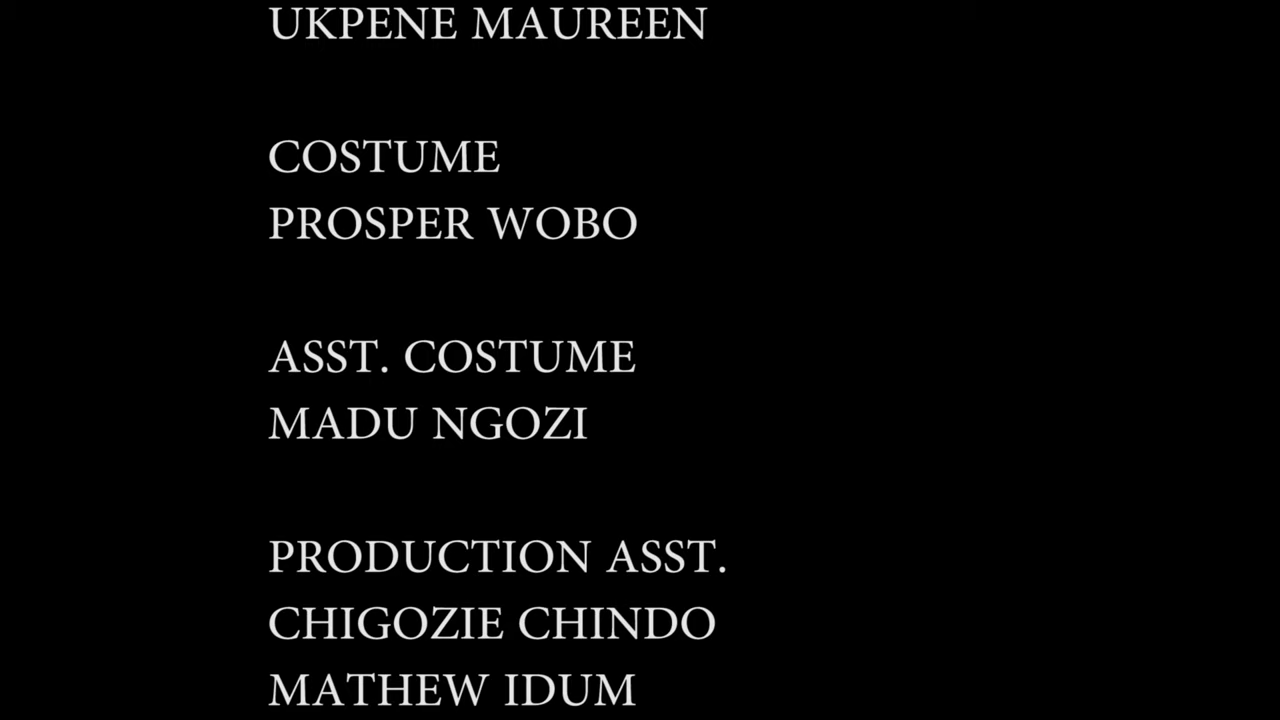 UKPENE MAUREEN
COSTUME
PROSPER WOBO
ASST. COSTUME
MADU NGOZI
PRODUCTION ASST.
CHIGOZIE CHINDO
MATHEW IDUM